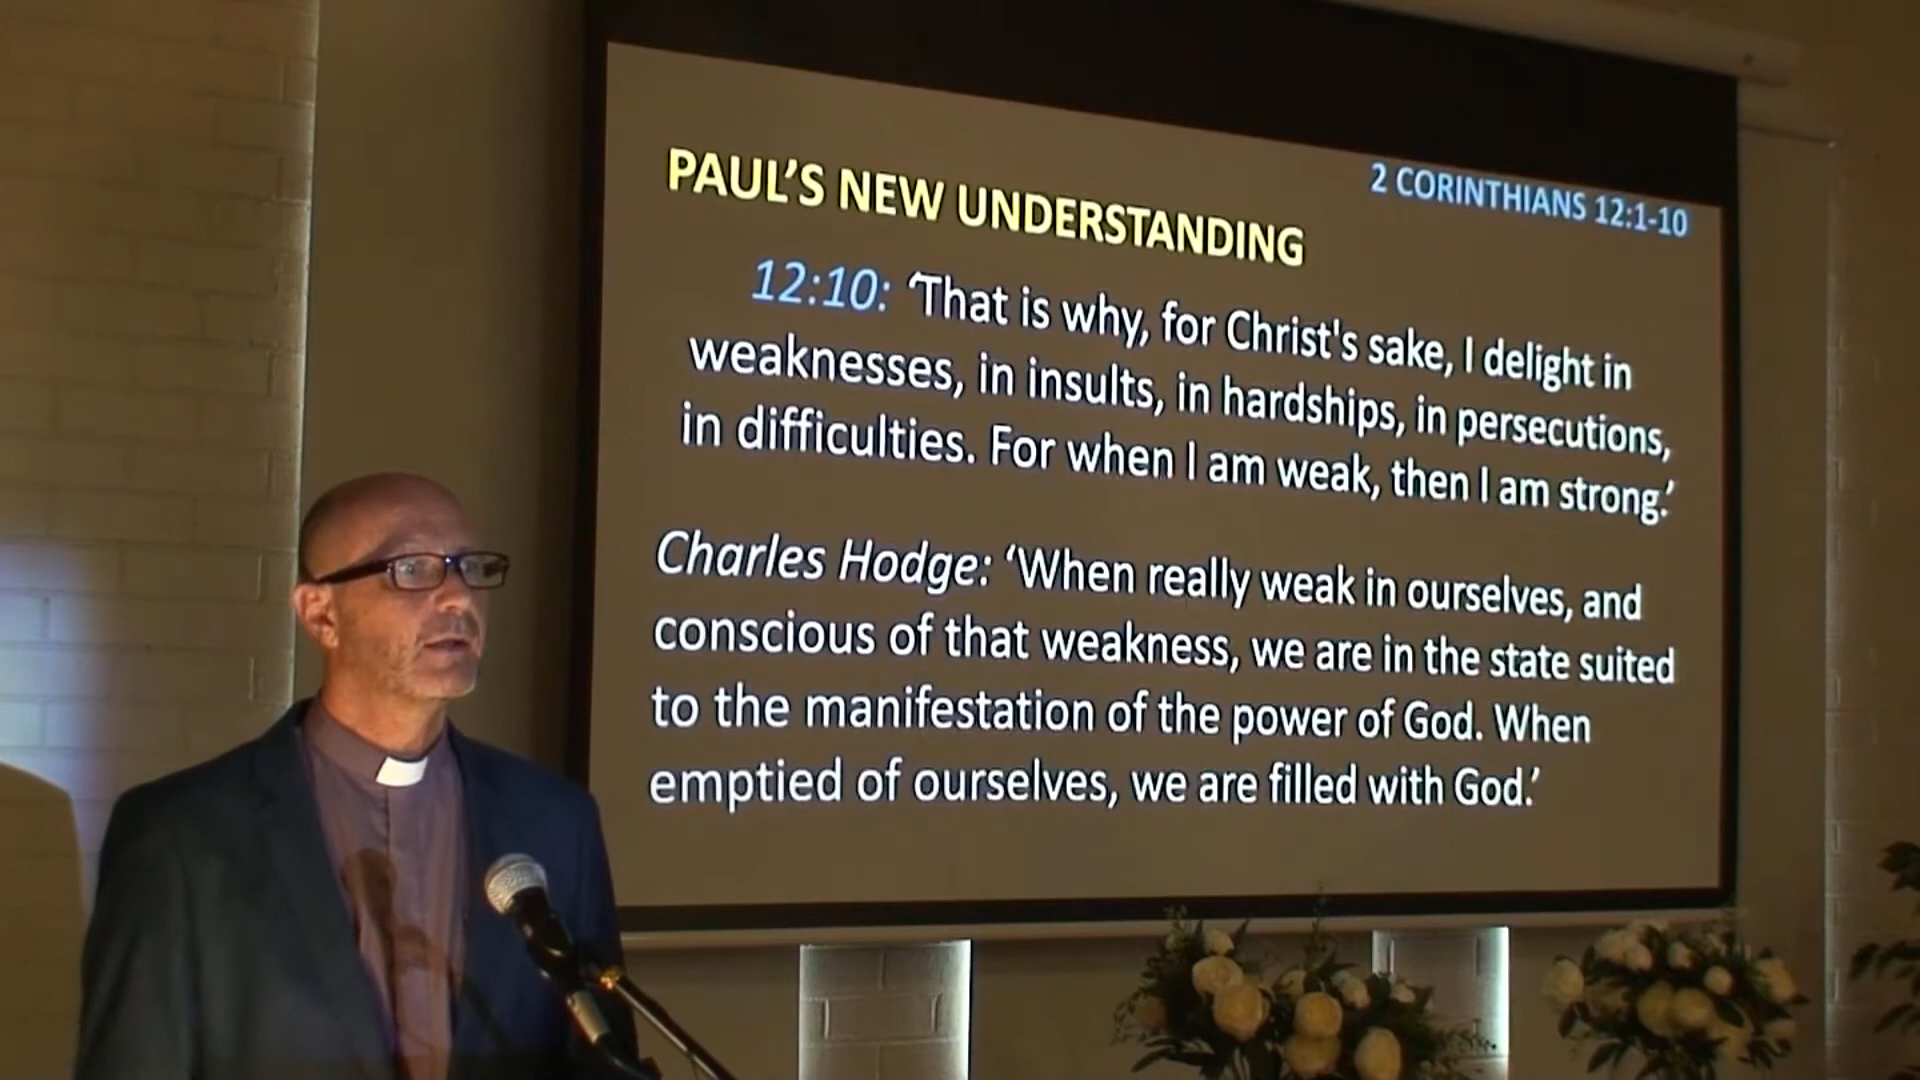 2 CORINTHIANS 12:1-10
PAUL’S NEW UNDERSTANDING
12:10: ‘That is why, for Christ's sake, I delight in
weaknesses, in insults, in hardships, in persecutions,
in difficulties. For when I am weak, then I am strong.’
Charles Hodge: ‘When really weak in ourselves, and
conscious of that weakness, we are in the state suited
to the manifestation of the power of God. When
emptied of ourselves, we are filled with God.’